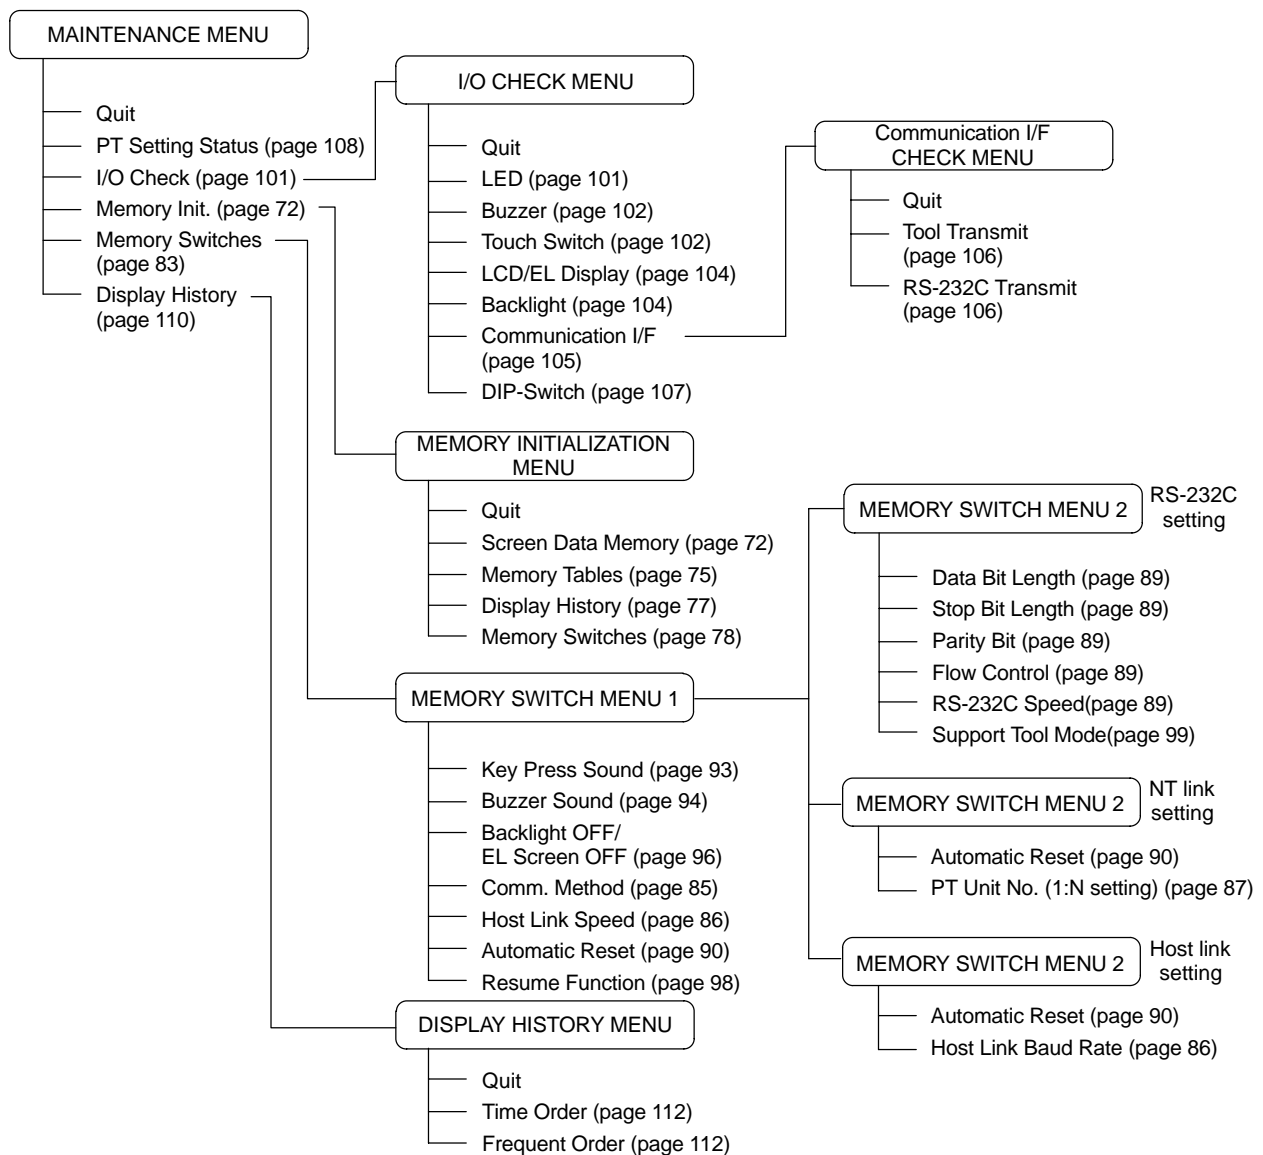 MAINTENANCE MENU
Quit
PT Setting Status (page 108)
I/O Check (page 101)
Memory Init. (page 72)
Memory Switches
(page 83)
Display History
(page 110)
I/O CHECK MENU
Quit
LED (page 101)
Buzzer (page 102)
Touch Switch (page 102)
LCD/EL Display (page 104)
Backlight (page 104)
Communication I/F
(page 105)
DIP-Switch (page 107)
Communication I/F
CHECK MENU
Quit
Tool Transmit
(page 106)
RS-232C Transmit
(page 106)
MEMORY INITIALIZATION
MENU
Quit
Screen Data Memory (page 72)
Memory Tables (page 75)
Display History (page 77)
Memory Switches (page 78)
MEMORY SWITCH MENU 1
Key Press Sound (page 93)
Buzzer Sound (page 94)
Backlight OFF/
EL Screen OFF (page 96)
Comm. Method (page 85)
Host Link Speed (page 86)
Automatic Reset (page 90)
Resume Function (page 98)
MEMORY SWITCH MENU 2
RS-232C
setting
Data Bit Length (page 89)
Stop Bit Length (page 89)
Parity Bit (page 89)
Flow Control (page 89)
RS-232C Speed(page 89)
Support Tool Mode(page 99)
MEMORY SWITCH MENU 2
NT link
setting
Automatic Reset (page 90)
PT Unit No. (1:N setting) (page 87)
MEMORY SWITCH MENU 2
Host link
setting
Automatic Reset (page 90)
Host Link Baud Rate (page 86)
DISPLAY HISTORY MENU
Quit
Time Order (page 112)
Frequent Order (page 112)